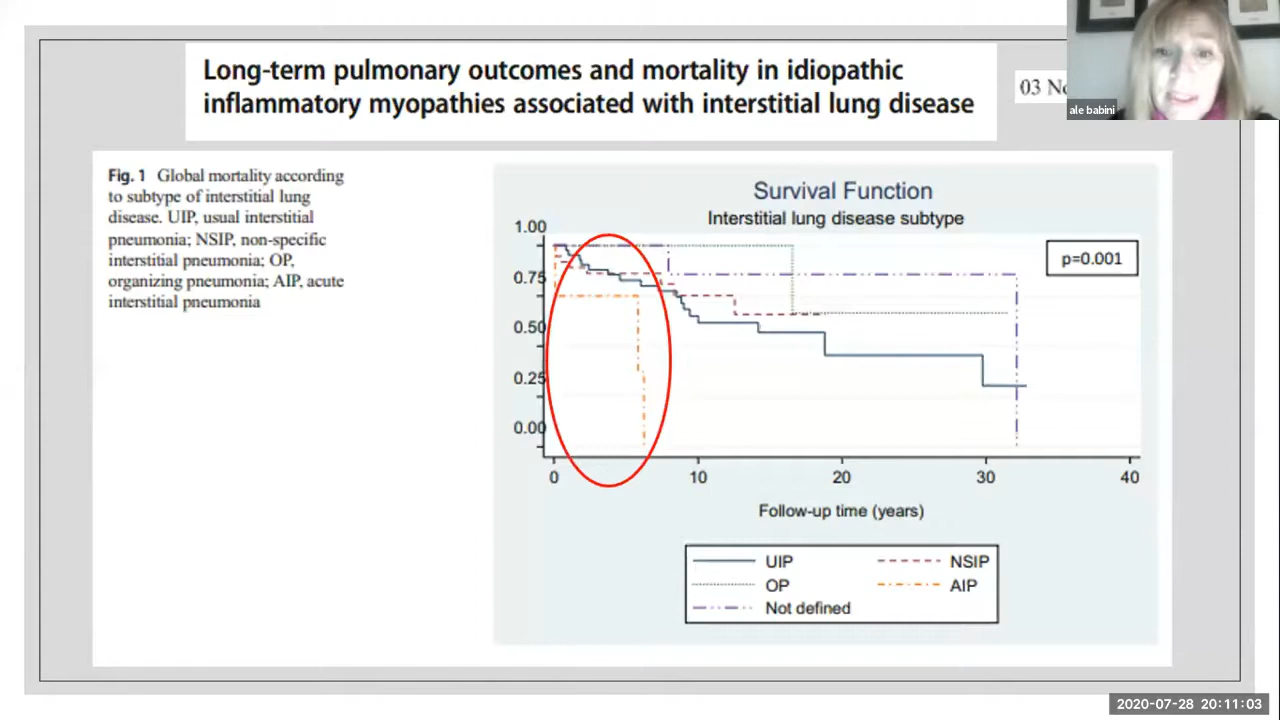 Long-term pulmonary outcomes and mortality in idiopathic
inflammatory myopathies associated with interstitial lung disease
03
ale babini
Fig. 1 Global mortality according
to subtype of interstitial lung
disease. UIP, usual interstitial
pneumonia; NSIP, non-specific
interstitial pneumonia; OP,
organizing pneumonia; AIP, acute
interstitial pneumonia
Survival Function
Interstitial lung disease subtype
p=0.001
1.00
0.75
0.50
0.25
0.00
0 10 20 30 40
Follow-up time (years)
UIP NSIP
OP AIP
Not defined
2020-07-28 20:11:03